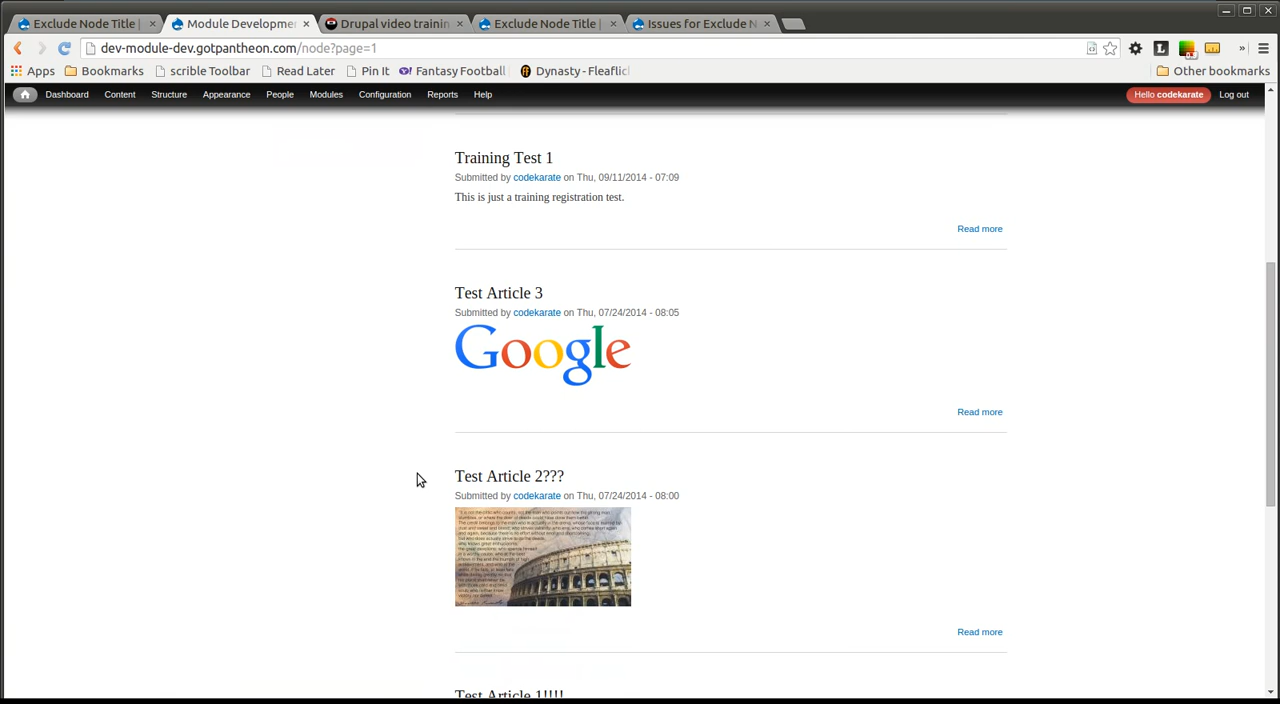 Exclude Node Title |
Module Developme
Drupal video trainin
Exclude Node Title |
Issues for Exclude N
dev-module-dev.gotpantheon.com/node?page=1
Apps
Bookmarks
scrible Toolbar
Read Later
Pin It
Fantasy Football
Dynasty - Fleaflic
Other bookmarks
Dashboard
Content
Structure
Appearance
People
Modules
Configuration
Reports
Help
Hello codekarate
Log out
Training Test 1
Submitted by codekarate on Thu, 09/11/2014 - 07:09
This is just a training registration test.
Read more
Test Article 3
Submitted by codekarate on Thu, 07/24/2014 - 08:05
Google
Read more
Test Article 2???
Submitted by codekarate on Thu, 07/24/2014 - 08:00
Read more
Test Article 1!!!!